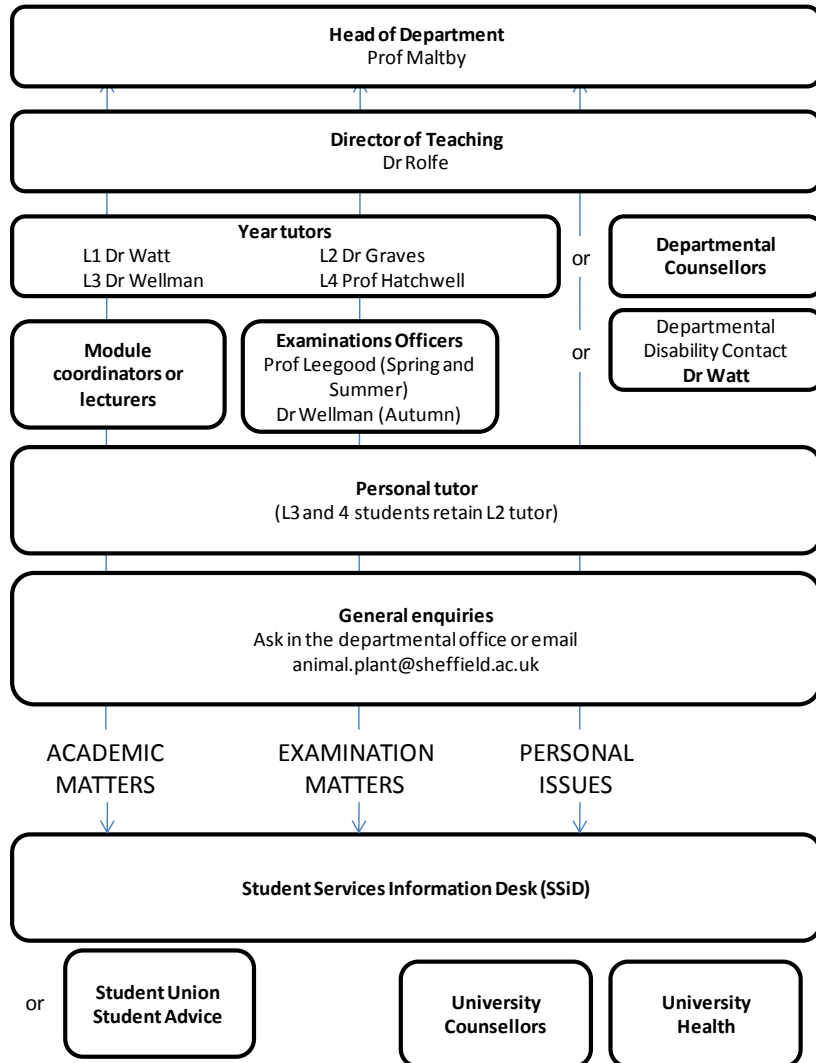 Head of Department
Prof Maltby
Director of Teaching
Dr Rolfe
Year tutors
L1 Dr Watt L2 Dr Graves
L3 Dr Wellman L4 Prof Hatchwell
or
Departmental
Counsellors
Module
coordinators or
lecturers
Examinations Officers
Prof Leegood (Spring and
Summer)
Dr Wellman (Autumn)
or
Departmental
Disability Contact
Dr Watt
Personal tutor
(L3 and 4 students retain L2 tutor)
General enquiries
Ask in the departmental office or email
animal.plant@sheffield.ac.uk
ACADEMIC
MATTERS
EXAMINATION
MATTERS
PERSONAL
ISSUES
Student Services Information Desk (SSiD)
or
Student Union
Student Advice
University
Counsellors
University
Health